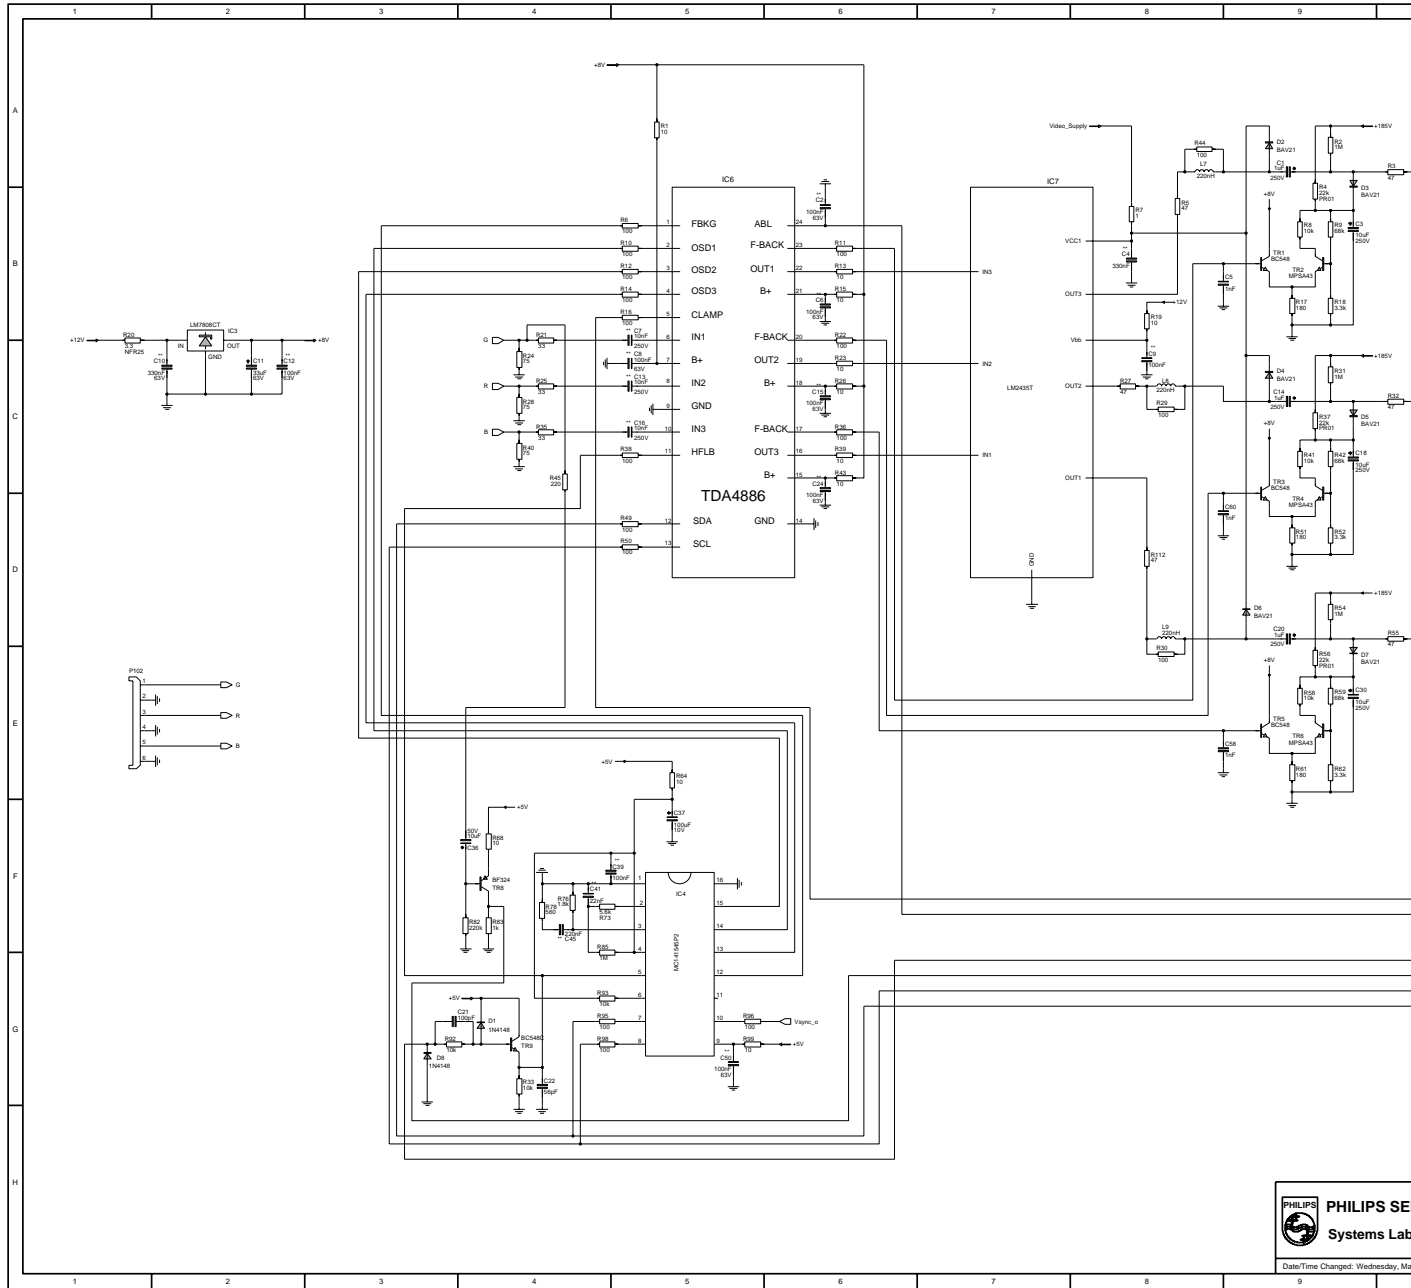 1 2 3 4 5 6 7 8 9
A
B
C
D
E
F
G
H
+8V
R1
10
IC6
TDA4886
FBKG
OSD1
OSD2
OSD3
CLAMP
IN1
B+
IN2
GND
IN3
HFLB
SDA
SCL
1
2
3
4
5
6
7
8
9
10
11
12
13
ABL
F-BACK
OUT1
B+
F-BACK
OUT2
B+
F-BACK
OUT3
B+
GND
24
23
22
21
20
19
18
17
16
15
14
R6
100
R10
100
R12
100
R14
100
R16
100
C7
10nF
250V
C8
100nF
63V
C13
10nF
250V
C16
10nF
250V
R38
100
R49
100
R50
100
G
R21
33
R24
75
R
R25
33
R28
75
B
R35
33
R40
75
R45
220
C2
100nF
63V
R11
100
R13
10
R15
10
C6
100nF
63V
R22
100
R23
10
R26
10
C15
100nF
63V
R36
100
R39
10
R43
10
C24
100nF
63V
IC7
LM2435T
VCC1
OUT3
Vbb
OUT2
OUT1
IN3
IN2
IN1
GND
Video_Supply
R7
1
C4
330nF
R5
47
R44
100
L7
220nH
+12V
R19
10
C9
100nF
R27
47
L8
220nH
R29
100
R112
47
L9
220nH
R30
100
D2
BAV21
C1
1uF
250V
+185V
R2
1M
R3
47
R4
22k
PR01
D3
BAV21
+8V
R8
10k
R9
68k
C3
10uF
250V
TR1
BC548
TR2
MPSA43
C5
1nF
R17
180
R18
3.3k
D4
BAV21
C14
1uF
250V
+185V
R31
1M
R32
47
R37
22k
PR01
D5
BAV21
+8V
R41
10k
R42
68k
C18
10uF
250V
TR3
BC548
TR4
MPSA43
C60
1nF
R51
180
R52
3.3k
D6
BAV21
C20
1uF
250V
+185V
R54
1M
R55
47
R56
22k
PR01
D7
BAV21
+8V
R58
10k
R59
68k
C30
10uF
250V
TR5
BC548
TR6
MPSA43
C58
1nF
R61
180
R62
3.3k
+12V
R20
3.3
NFR25
LM7808CT
IC3
IN
OUT
GND
C10
330nF
63V
C11
33uF
63V
C12
100nF
63V
+8V
P102
1
2
3
4
5
6
G
R
B
+5V
R64
10
C37
100uF
10V
+5V
50V
10uF
C36
R68
10
BF324
TR8
R82
220k
R83
1k
C39
100nF
R78
560
R76
1.8k
C41
22nF
5.6k
R73
220nF
C45
R85
1M
IC4
MC141546P2
1
2
3
4
5
6
7
8
16
15
14
13
12
11
10
9
R93
10k
R95
100
R98
100
R96
100
Vsync_o
R99
10
+5V
C50
100nF
63V
+5V
C21
100pF
D1
1N4148
R92
10k
BC548C
TR9
D8
1N4148
R33
10k
C22
56pF
PHILIPS
PHILIPS SE
Systems Lab
Date/Time Changed: Wednesday, Ma
1 2 3 4 5 6 7 8 9